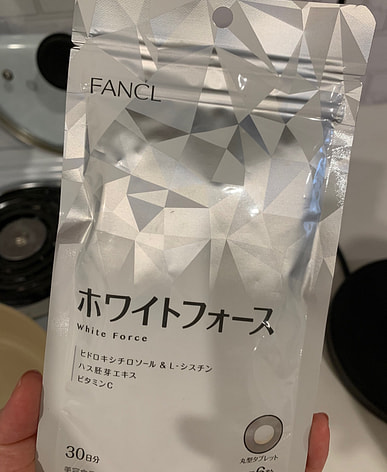 FANCL
ホワイトフォース
White Force
ヒドロキシチロソール & L-シスチン
ハス胚芽エキス
ビタミンC
30日分
丸型タブレット